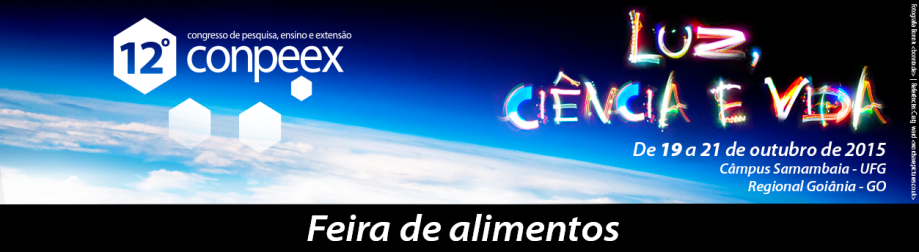 12º
congresso de pesquisa, ensino e extensão
conpeex
LUZ,
CIÊNCIA E VIDA
De 19 a 21 de outubro de 2015
Câmpus Samambaia - UFG
Regional Goiânia - GO
Feira de alimentos